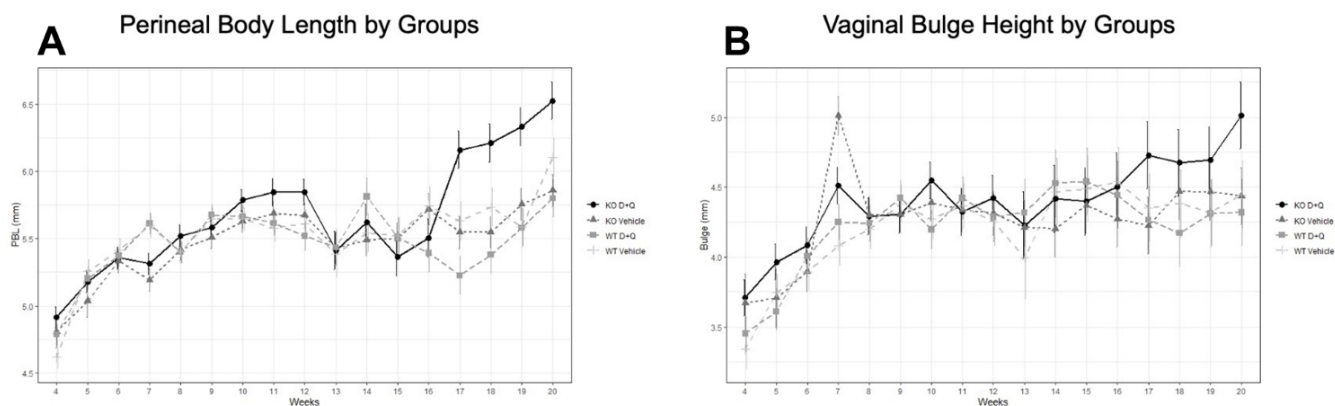 A
Perineal Body Length by Groups
6.5
6.0
5.5
5.0
4.5
PBL (mm)
4 5 6 7 8 9 10 11 12 13 14 15 16 17 18 19 20
Weeks
KO D+Q
KO Vehicle
WT D+Q
WT Vehicle
B
Vaginal Bulge Height by Groups
5.0
4.5
4.0
3.5
Bulge (mm)
4 5 6 7 8 9 10 11 12 13 14 15 16 17 18 19 20
Weeks
KO D+Q
KO Vehicle
WT D+Q
WT Vehicle